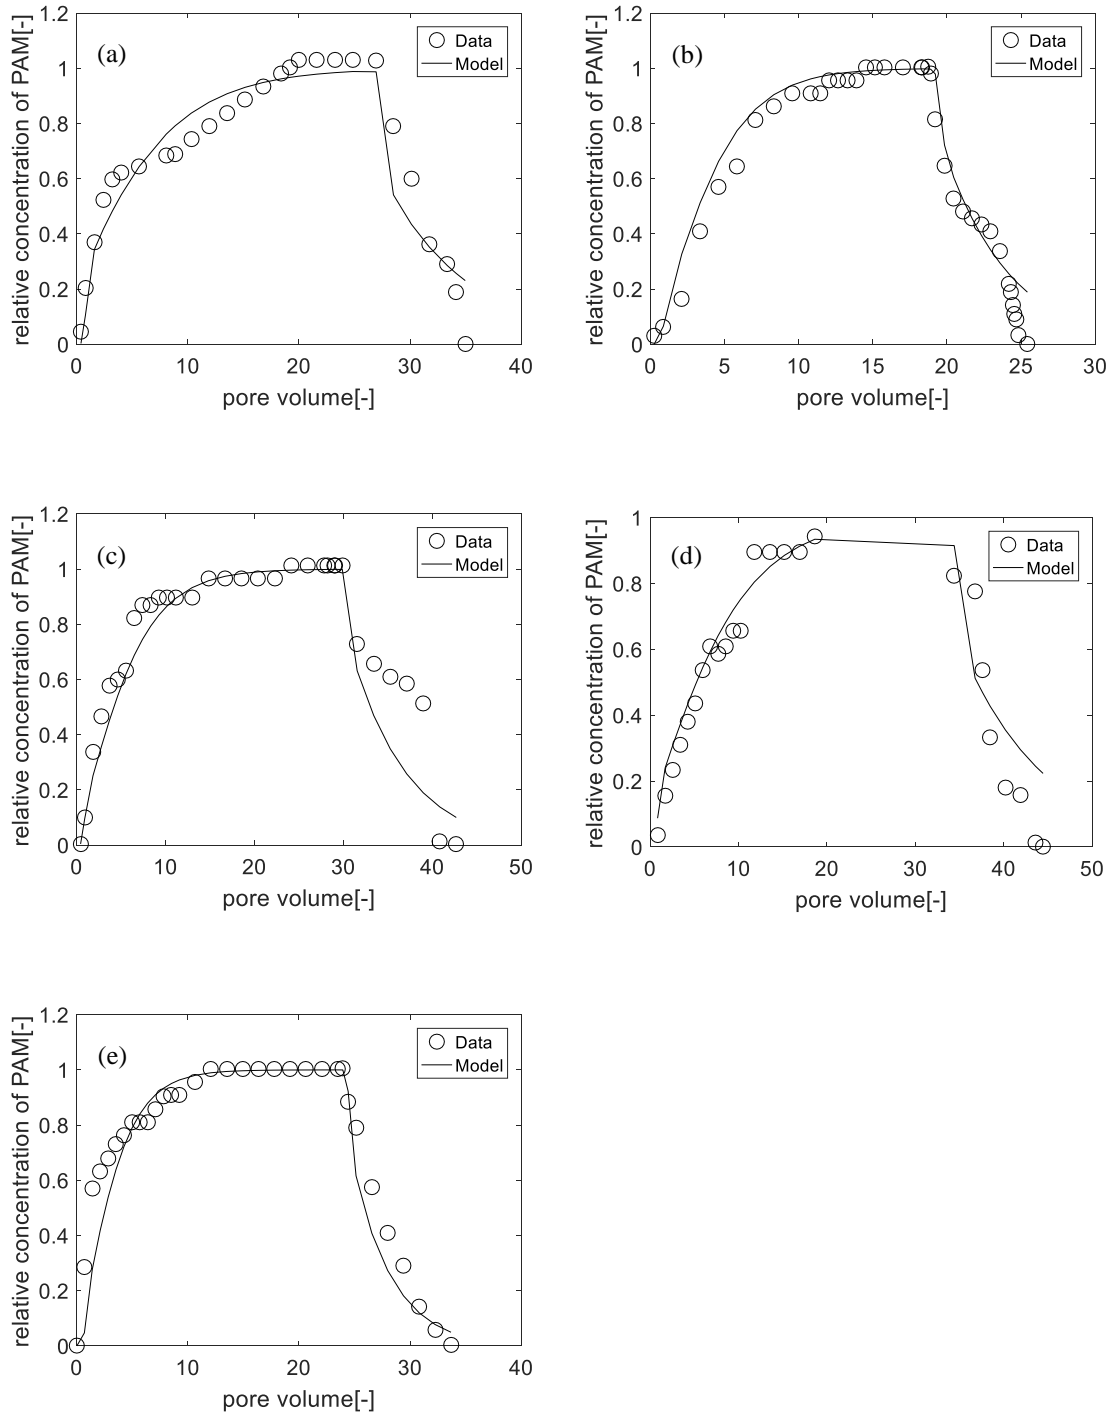 (a)
relative concentration of PAM[-]
1.2
1
0.8
0.6
0.4
0.2
0
Data
Model
0 10 20 30 40
pore volume[-]
(b)
relative concentration of PAM[-]
1.2
1
0.8
0.6
0.4
0.2
0
Data
Model
0 5 10 15 20 25 30
pore volume[-]
(c)
relative concentration of PAM[-]
1.2
1
0.8
0.6
0.4
0.2
0
Data
Model
0 10 20 30 40 50
pore volume[-]
(d)
relative concentration of PAM[-]
1
0.8
0.6
0.4
0.2
0
Data
Model
0 10 20 30 40 50
pore volume[-]
(e)
relative concentration of PAM[-]
1.2
1
0.8
0.6
0.4
0.2
0
Data
Model
0 10 20 30 40
pore volume[-]